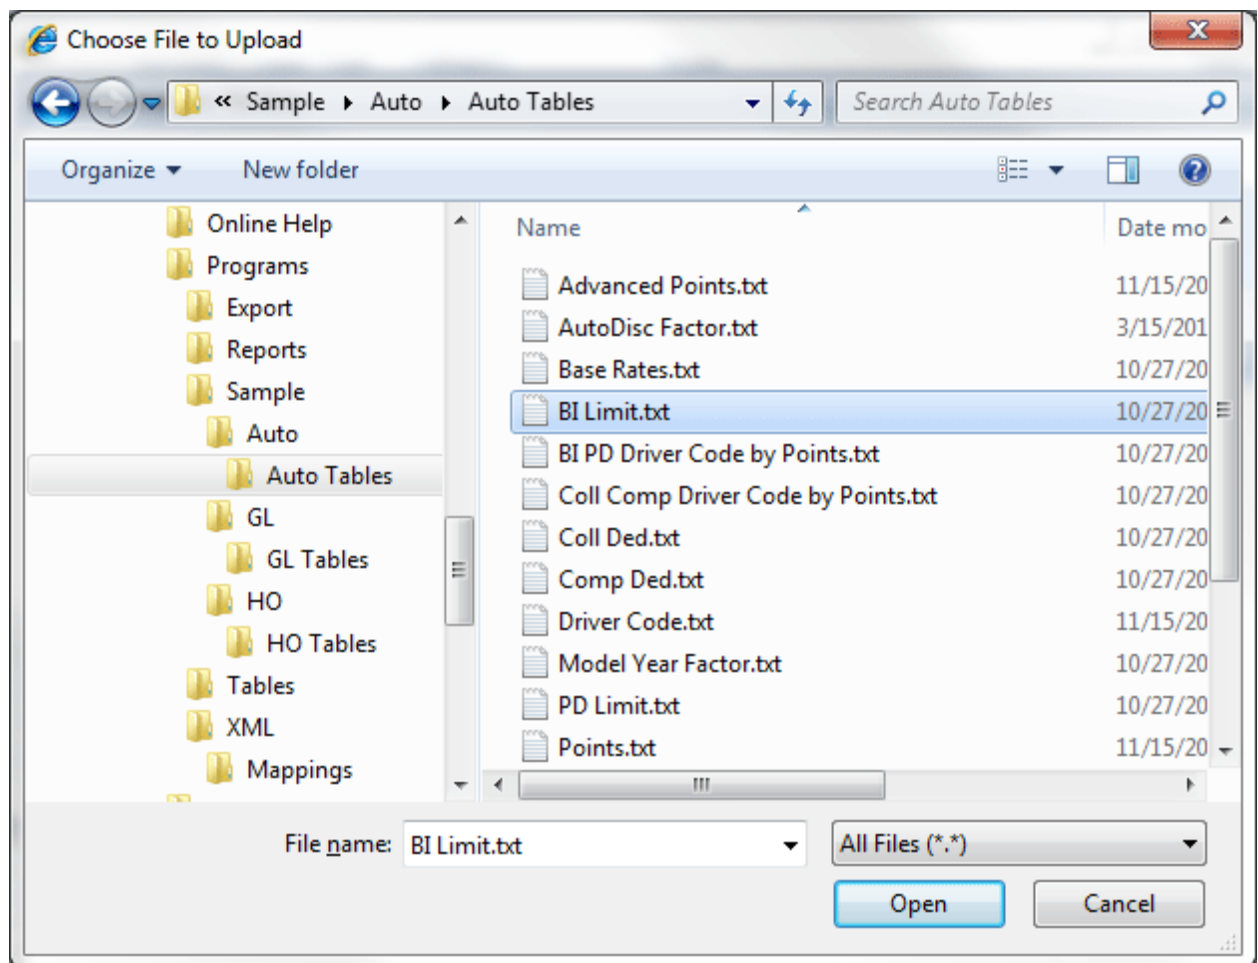 Choose File to Upload
« Sample Auto Auto Tables Search Auto Tables
Organize New folder
Online Help
Programs
Export
Reports
Sample
Auto
Auto Tables
GL
GL Tables
HO
HO Tables
Tables
XML
Mappings
Name Date mo
Advanced Points.txt 11/15/20
AutoDisc Factor.txt 3/15/201
Base Rates.txt 10/27/20
BI Limit.txt 10/27/20
BI PD Driver Code by Points.txt 10/27/20
Coll Comp Driver Code by Points.txt 10/27/20
Coll Ded.txt 10/27/20
Comp Ded.txt 10/27/20
Driver Code.txt 11/15/20
Model Year Factor.txt 10/27/20
PD Limit.txt 10/27/20
Points.txt 11/15/20
File name: BI Limit.txt All Files (*.*)
Open Cancel